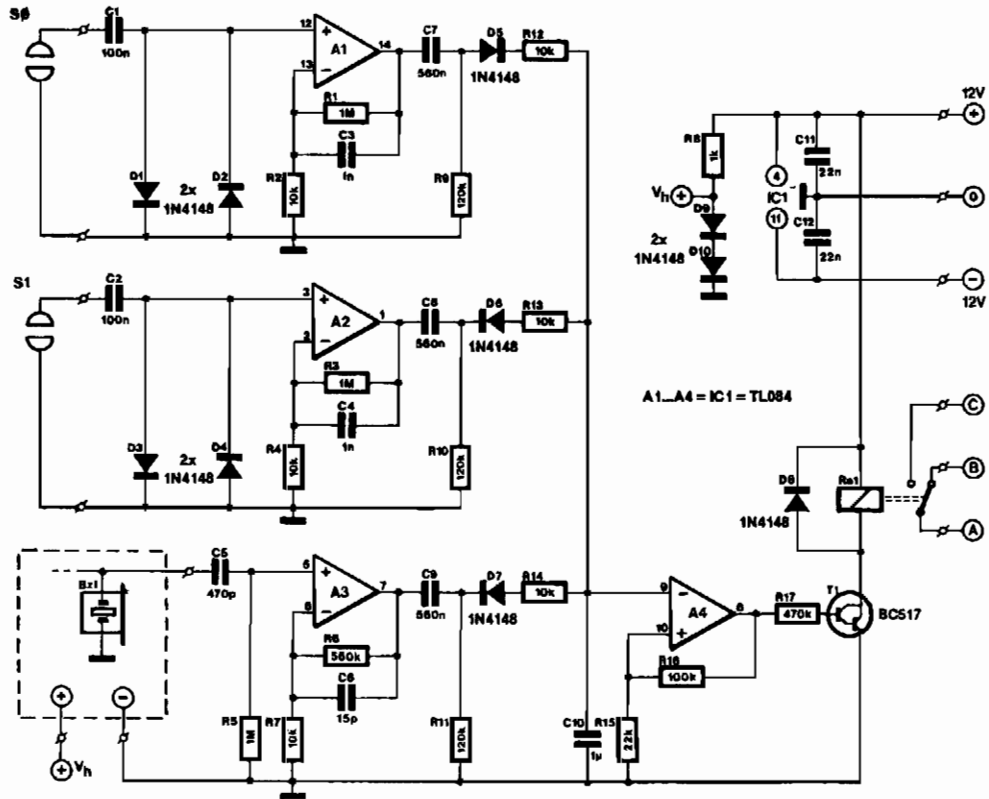 S0
C1
100n
12
A1
14
13
C7
560n
D5
1N4148
R12
10k
R1
1M
C3
1n
D1
2x
1N4148
D2
R2
10k
R9
120k
S1
C2
100n
3
A2
1
2
C8
560n
D6
1N4148
R13
10k
R3
1M
C4
1n
D3
2x
1N4148
D4
R4
10k
R10
120k
Bz1
C5
470p
5
A3
7
6
C9
560n
D7
1N4148
R14
10k
R6
560k
C6
15p
R5
1M
R7
10k
R11
120k
+
−
Vh
C10
1µ
9
A4
8
10
R16
100k
R15
22k
R17
470k
T1
BC517
R8
1k
Vh
D9
2x
1N4148
D10
4
IC1
11
C11
22n
C12
22n
12V
+
0
−
12V
A1...A4 = IC1 = TL084
D8
1N4148
Re1
C
B
A